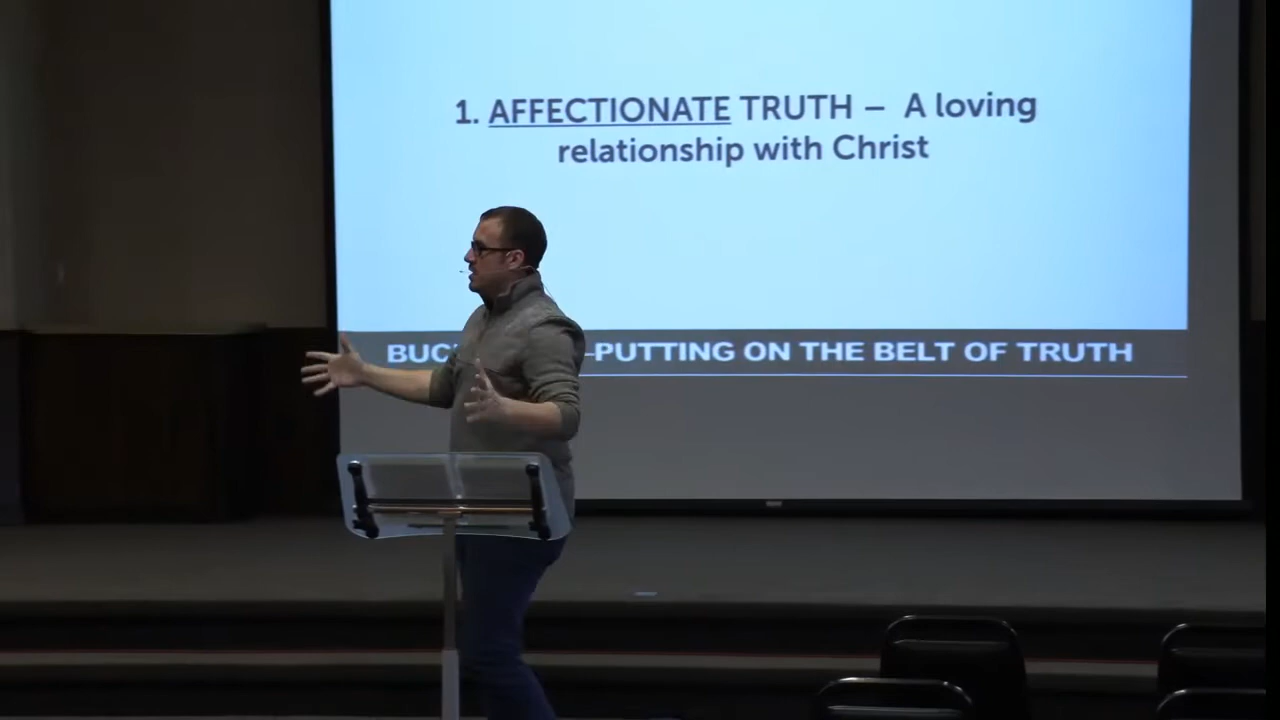 1. AFFECTIONATE TRUTH – A loving
relationship with Christ
PUTTING ON THE BELT OF TRUTH